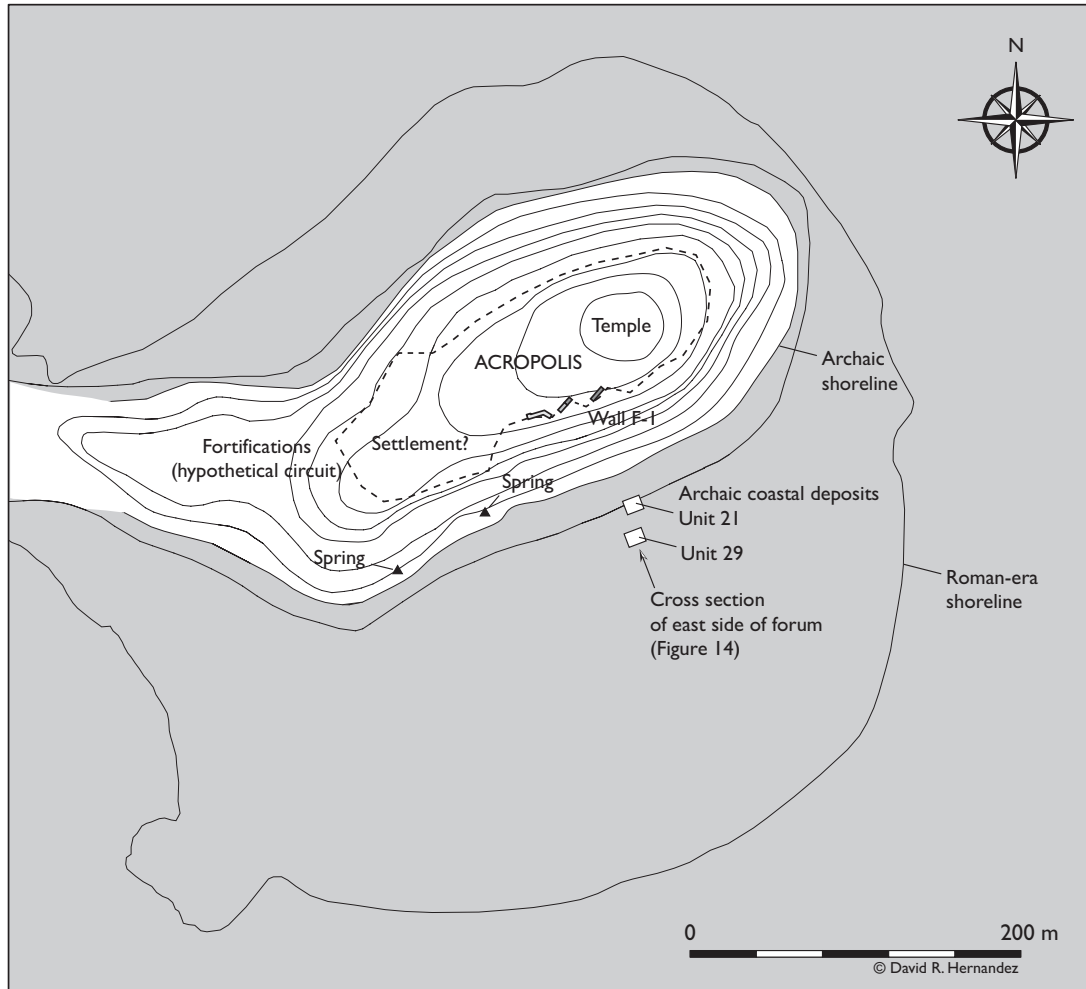 N
Temple
ACROPOLIS
Archaic
shoreline
Wall F-1
Fortifications
(hypothetical circuit)
Settlement?
Spring
Archaic coastal deposits
Unit 21
Unit 29
Spring
Cross section
of east side of forum
(Figure 14)
Roman-era
shoreline
0 200 m
© David R. Hernandez